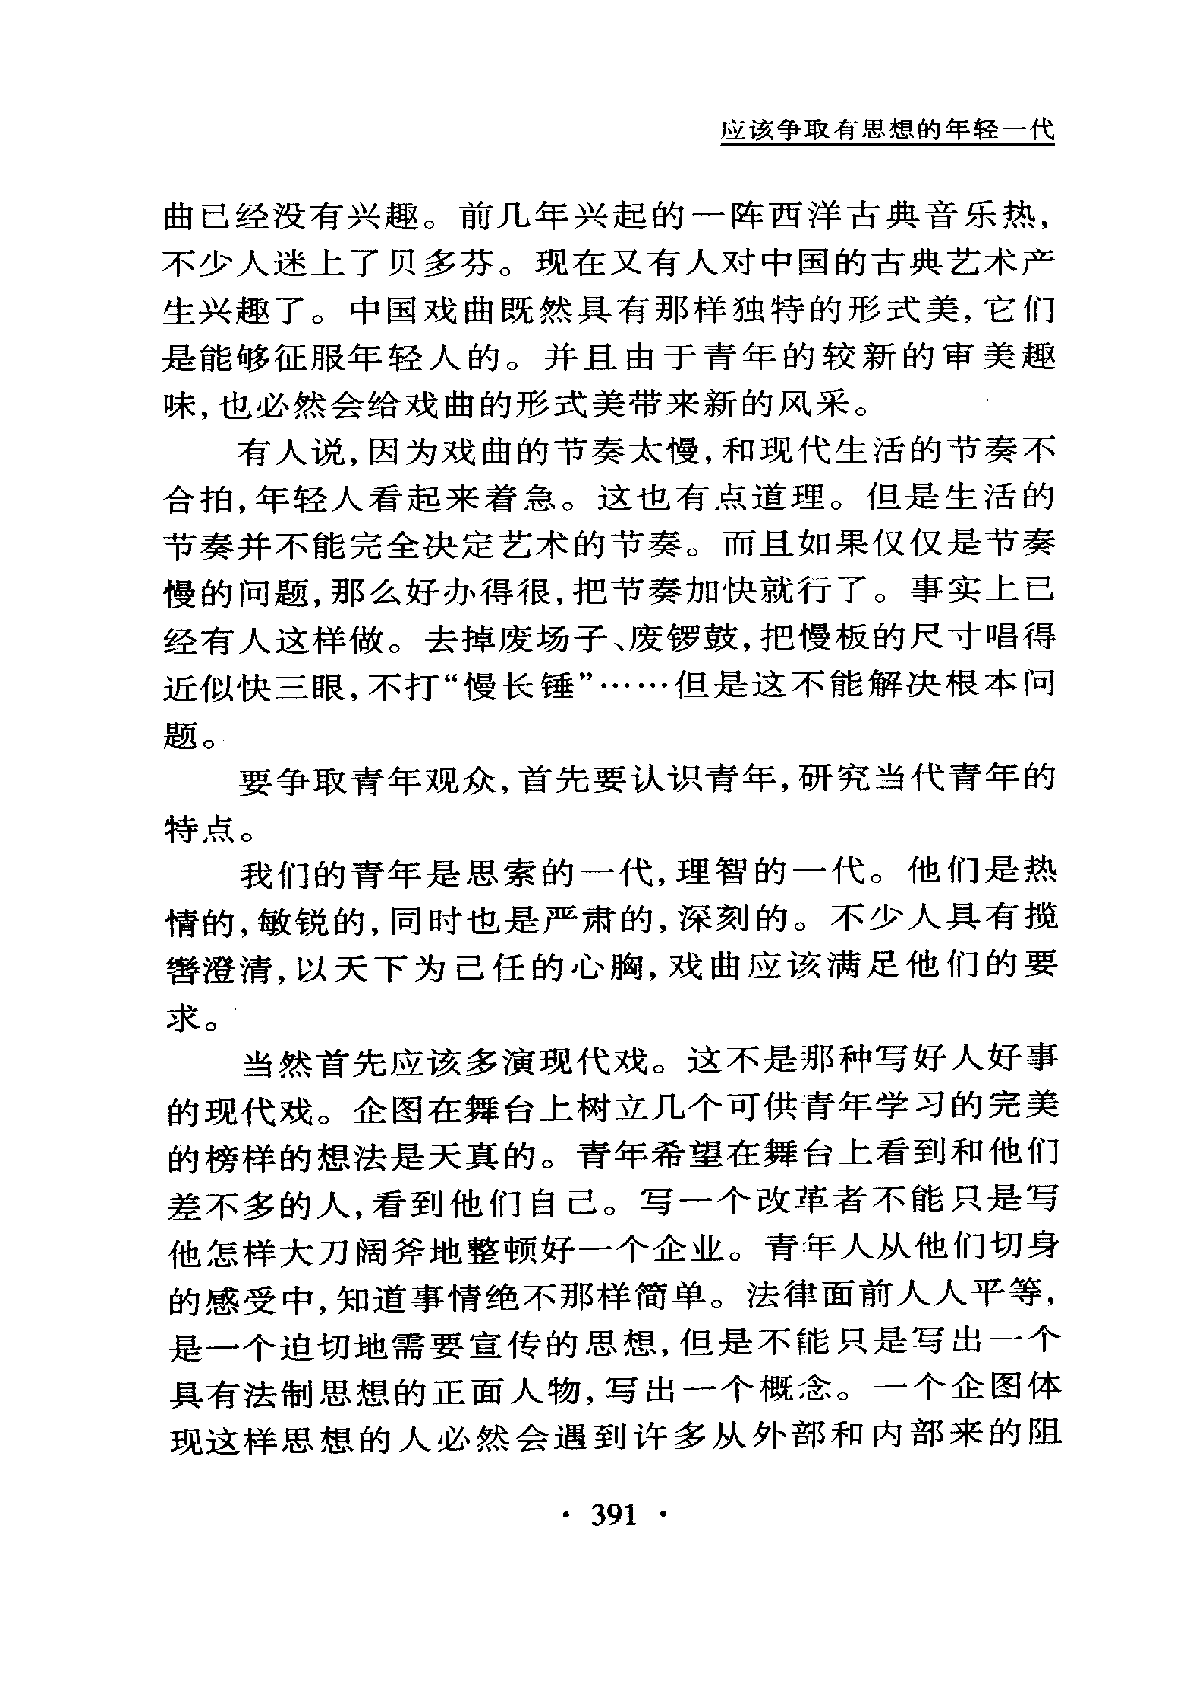 应该争取有思想的年轻一代
曲已经没有兴趣。前几年兴起的一阵西洋古典音乐热,
不少人迷上了贝多芬。现在又有人对中国的古典艺术产
生兴趣了。中国戏曲既然具有那样独特的形式美,它们
是能够征服年轻人的。并且由于青年的较新的审美趣
味,也必然会给戏曲的形式美带来新的风采。
有人说,因为戏曲的节奏太慢,和现代生活的节奏不
合拍,年轻人看起来着急。这也有点道理。但是生活的
节奏并不能完全决定艺术的节奏。而且如果仅仅是节奏
慢的问题,那么好办得很,把节奏加快就行了。事实上已
经有人这样做。去掉废场子、废锣鼓,把慢板的尺寸唱得
近似快三眼,不打“慢长锤”……但是这不能解决根本问
题。
要争取青年观众,首先要认识青年,研究当代青年的
特点。
我们的青年是思索的一代,理智的一代。他们是热
情的,敏锐的,同时也是严肃的,深刻的。不少人具有揽
辔澄清,以天下为己任的心胸,戏曲应该满足他们的要
求。
当然首先应该多演现代戏。这不是那种写好人好事
的现代戏。企图在舞台上树立几个可供青年学习的完美
的榜样的想法是天真的。青年希望在舞台上看到和他们
差不多的人,看到他们自己。写一个改革者不能只是写
他怎样大刀阔斧地整顿好一个企业。青年人从他们切身
的感受中,知道事情绝不那样简单。法律面前人人平等,
是一个迫切地需要宣传的思想,但是不能只是写出一个
具有法制思想的正面人物,写出一个概念。一个企图体
现这样思想的人必然会遇到许多从外部和内部来的阻
· 391 ·